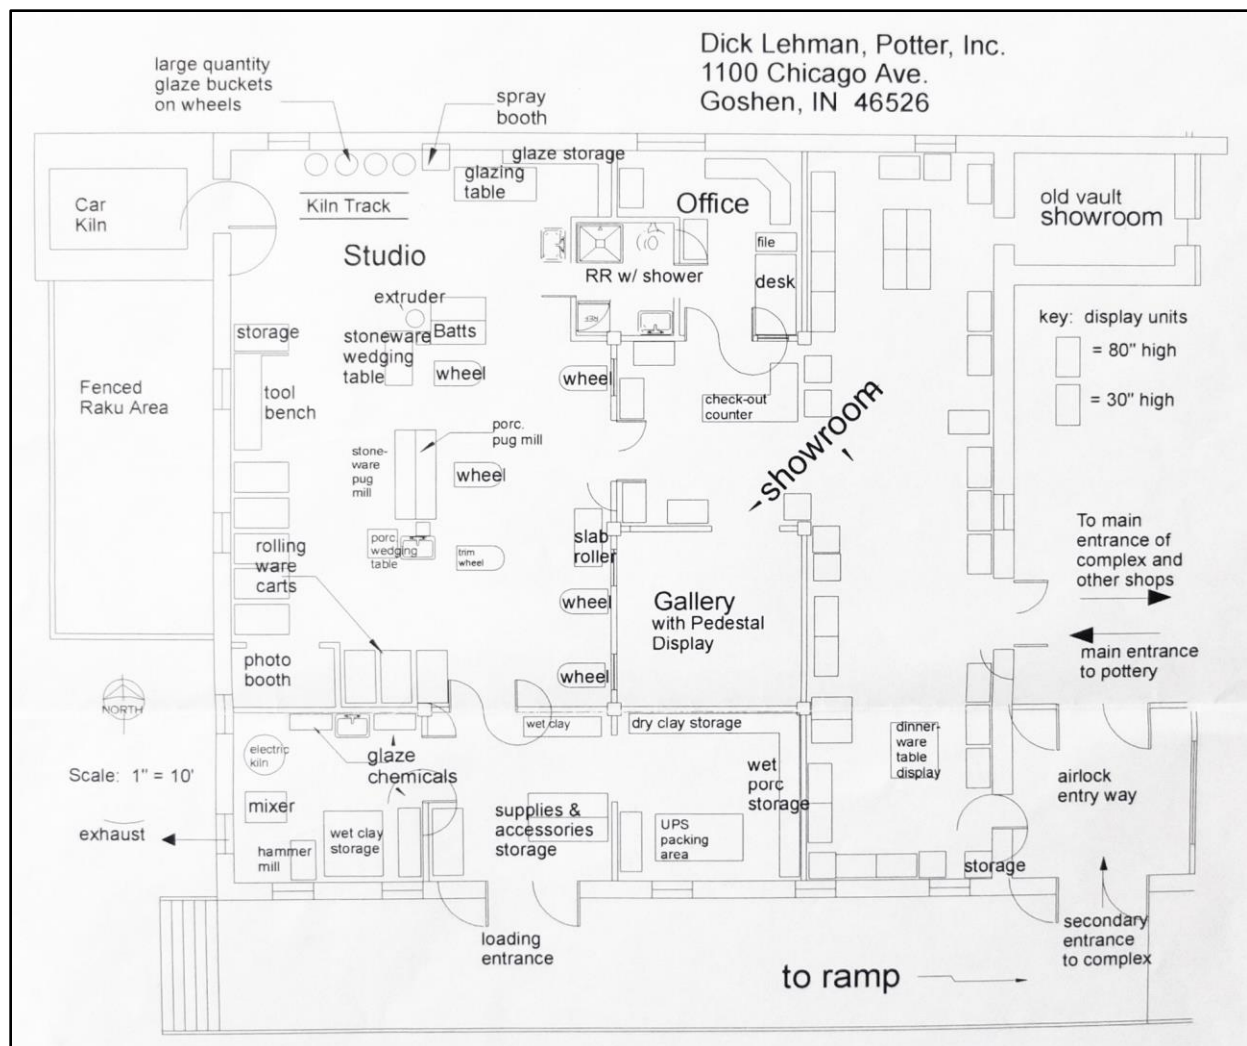 Dick Lehman, Potter, Inc.
1100 Chicago Ave.
Goshen, IN 46526
large quantity
glaze buckets
on wheels
spray
booth
glaze storage
glazing
table
Car
Kiln
Kiln Track
Office
old vault
showroom
Studio
file
RR w/ shower
desk
extruder
REF
key: display units
storage
stoneware
wedging
table
Batts
= 80" high
wheel
wheel
Fenced
Raku Area
tool
bench
check-out
counter
= 30" high
showroom
porc.
pug mill
stone-
ware
pug
mill
wheel
To main
entrance of
complex and
other shops
rolling
ware
carts
porc.
wedging
table
trim
wheel
slab
roller
wheel
Gallery
with Pedestal
Display
main entrance
to pottery
photo
booth
wheel
NORTH
wet clay
dry clay storage
dinner-
ware
table
display
electric
kiln
glaze
chemicals
Scale: 1" = 10'
wet
porc
storage
airlock
entry way
mixer
exhaust
wet clay
storage
supplies &
accessories
storage
UPS
packing
area
hammer
mill
storage
loading
entrance
secondary
entrance
to complex
to ramp